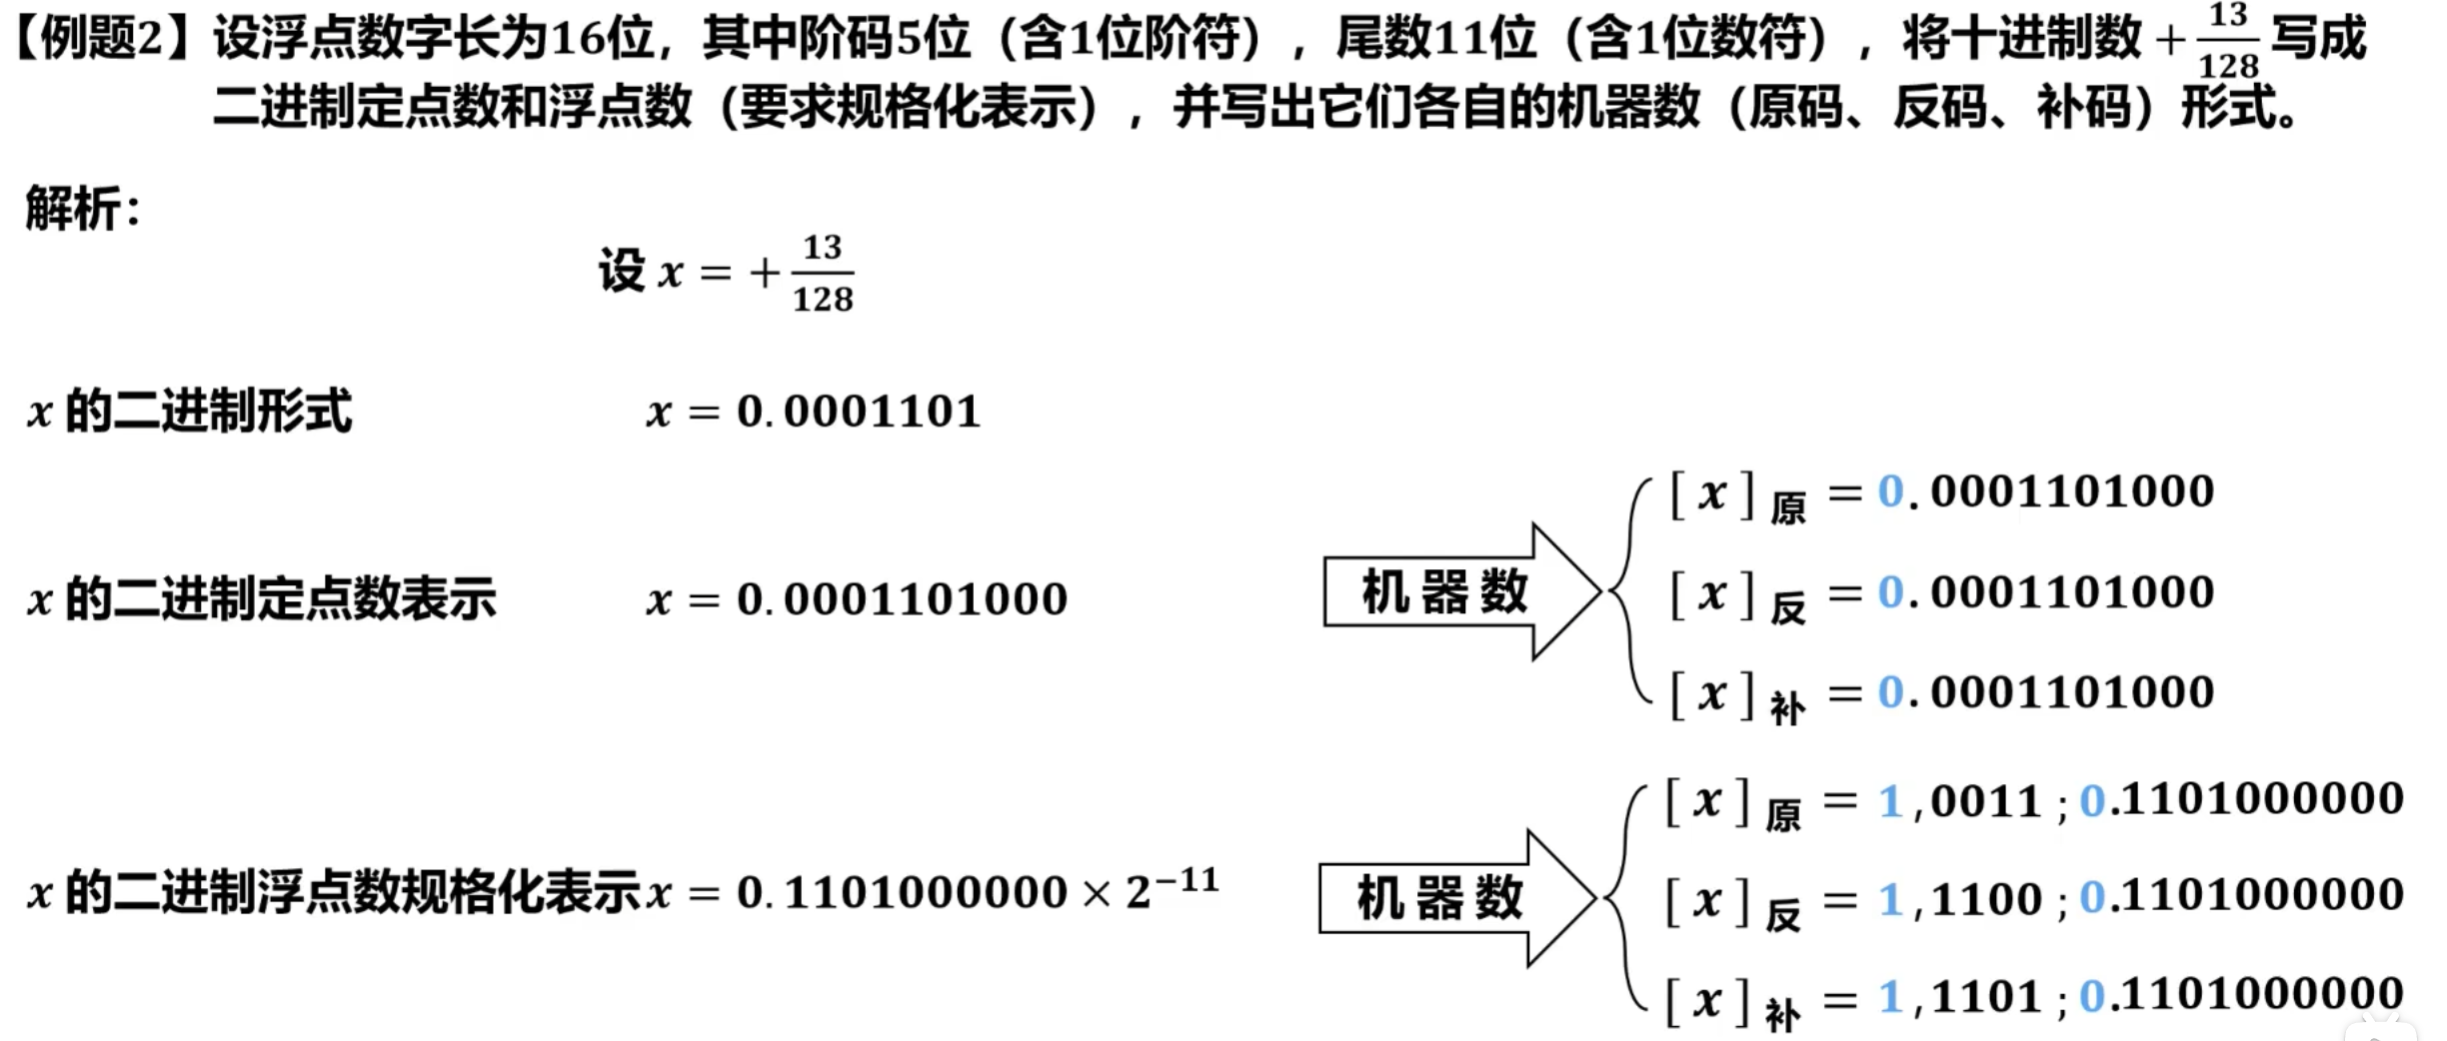 【例题2】设浮点数字长为16位，其中阶码5位（含1位阶符），尾数11位（含1位数符），将十进制数 + 13/128 写成
二进制定点数和浮点数（要求规格化表示），并写出它们各自的机器数（原码、反码、补码）形式。
解析：
设 x = + 13/128
x 的二进制形式 x = 0.0001101
x 的二进制定点数表示 x = 0.0001101000
机器数
[x]原 = 0.0001101000
[x]反 = 0.0001101000
[x]补 = 0.0001101000
x 的二进制浮点数规格化表示 x = 0.1101000000 × 2⁻¹¹
机器数
[x]原 = 1,0011;0.1101000000
[x]反 = 1,1100;0.1101000000
[x]补 = 1,1101;0.1101000000